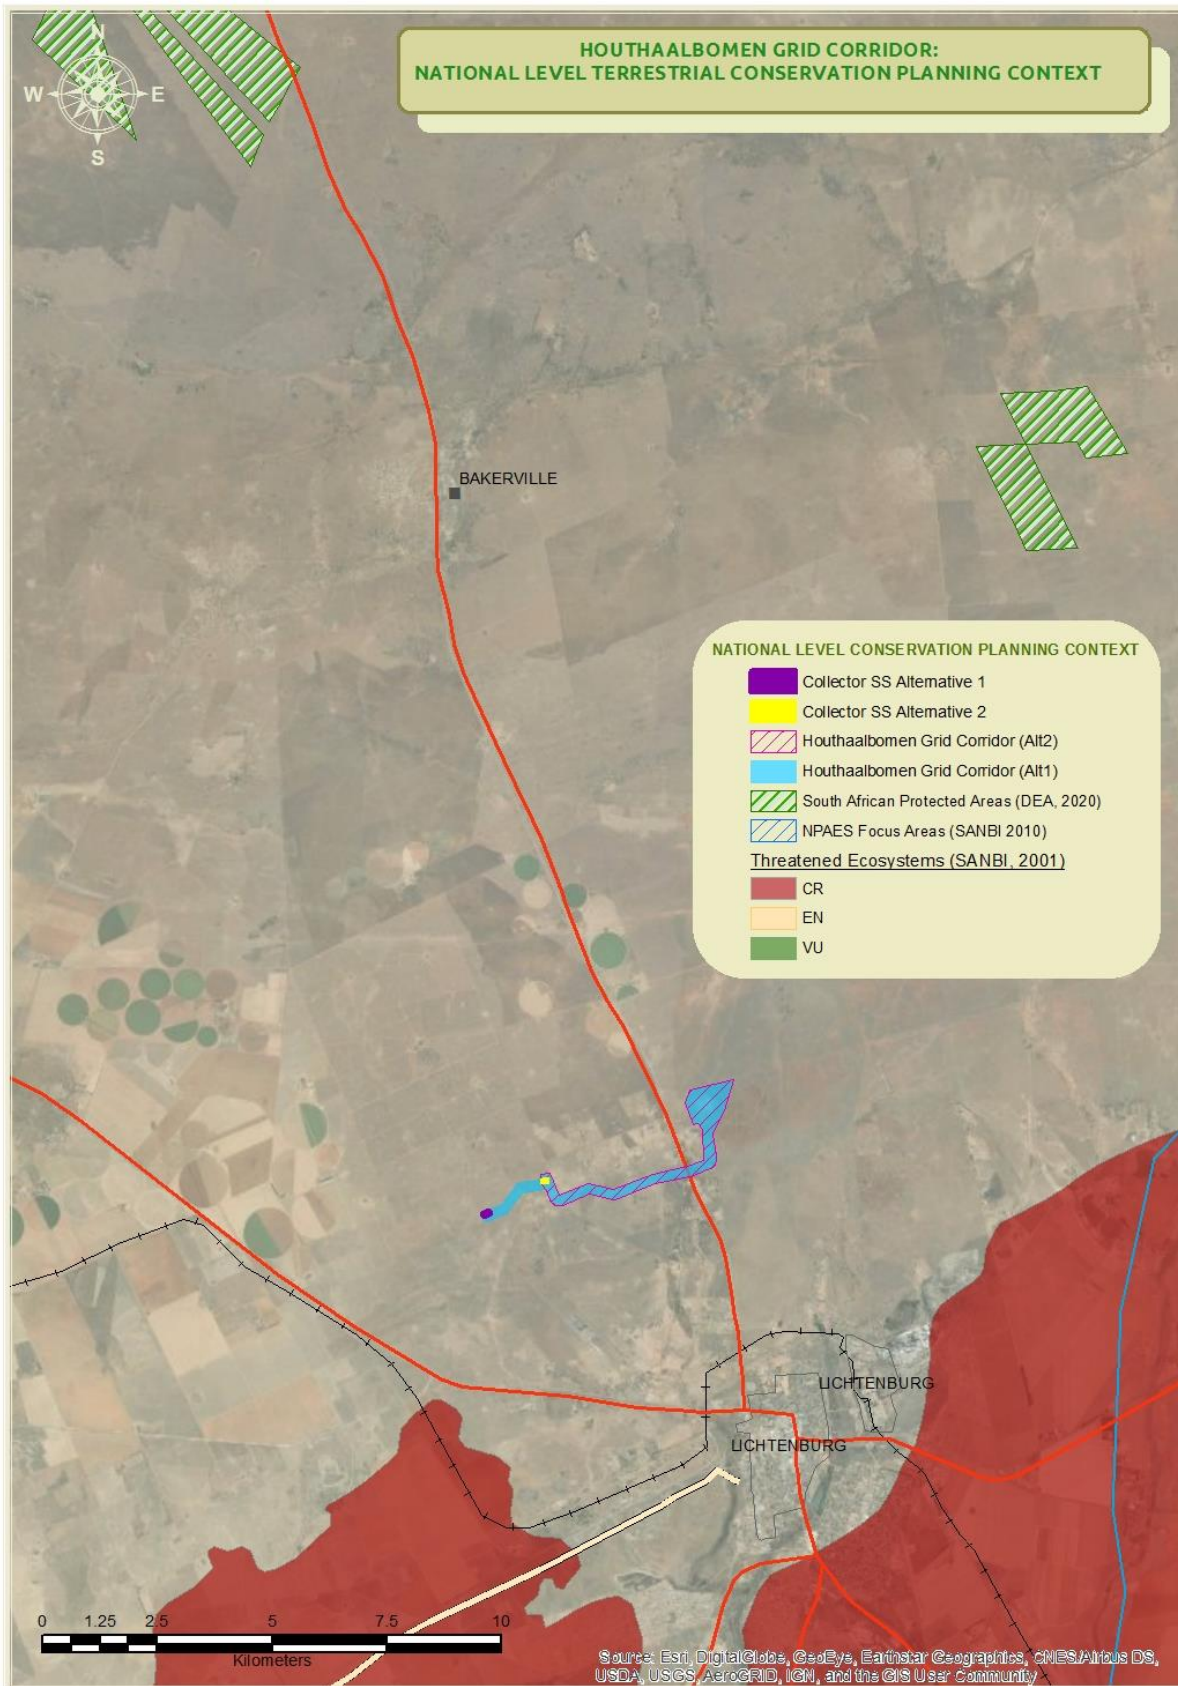 HOUTHAALBOMEN GRID CORRIDOR:
NATIONAL LEVEL TERRESTRIAL CONSERVATION PLANNING CONTEXT
N
W E
S
BAKERVILLE
NATIONAL LEVEL CONSERVATION PLANNING CONTEXT
Collector SS Alternative 1
Collector SS Alternative 2
Houthaalbomen Grid Corridor (Alt2)
Houthaalbomen Grid Corridor (Alt1)
South African Protected Areas (DEA, 2020)
NPAES Focus Areas (SANBI 2010)
Threatened Ecosystems (SANBI, 2001)
CR
EN
VU
LICHTENBURG
LICHTENBURG
0 1.25 2.5 5 7.5 10
Kilometers
Source: Esri, DigitalGlobe, GeoEye, Earthstar Geographics, CNES/Airbus DS,
USDA, USGS, AeroGRID, IGN, and the GIS User Community